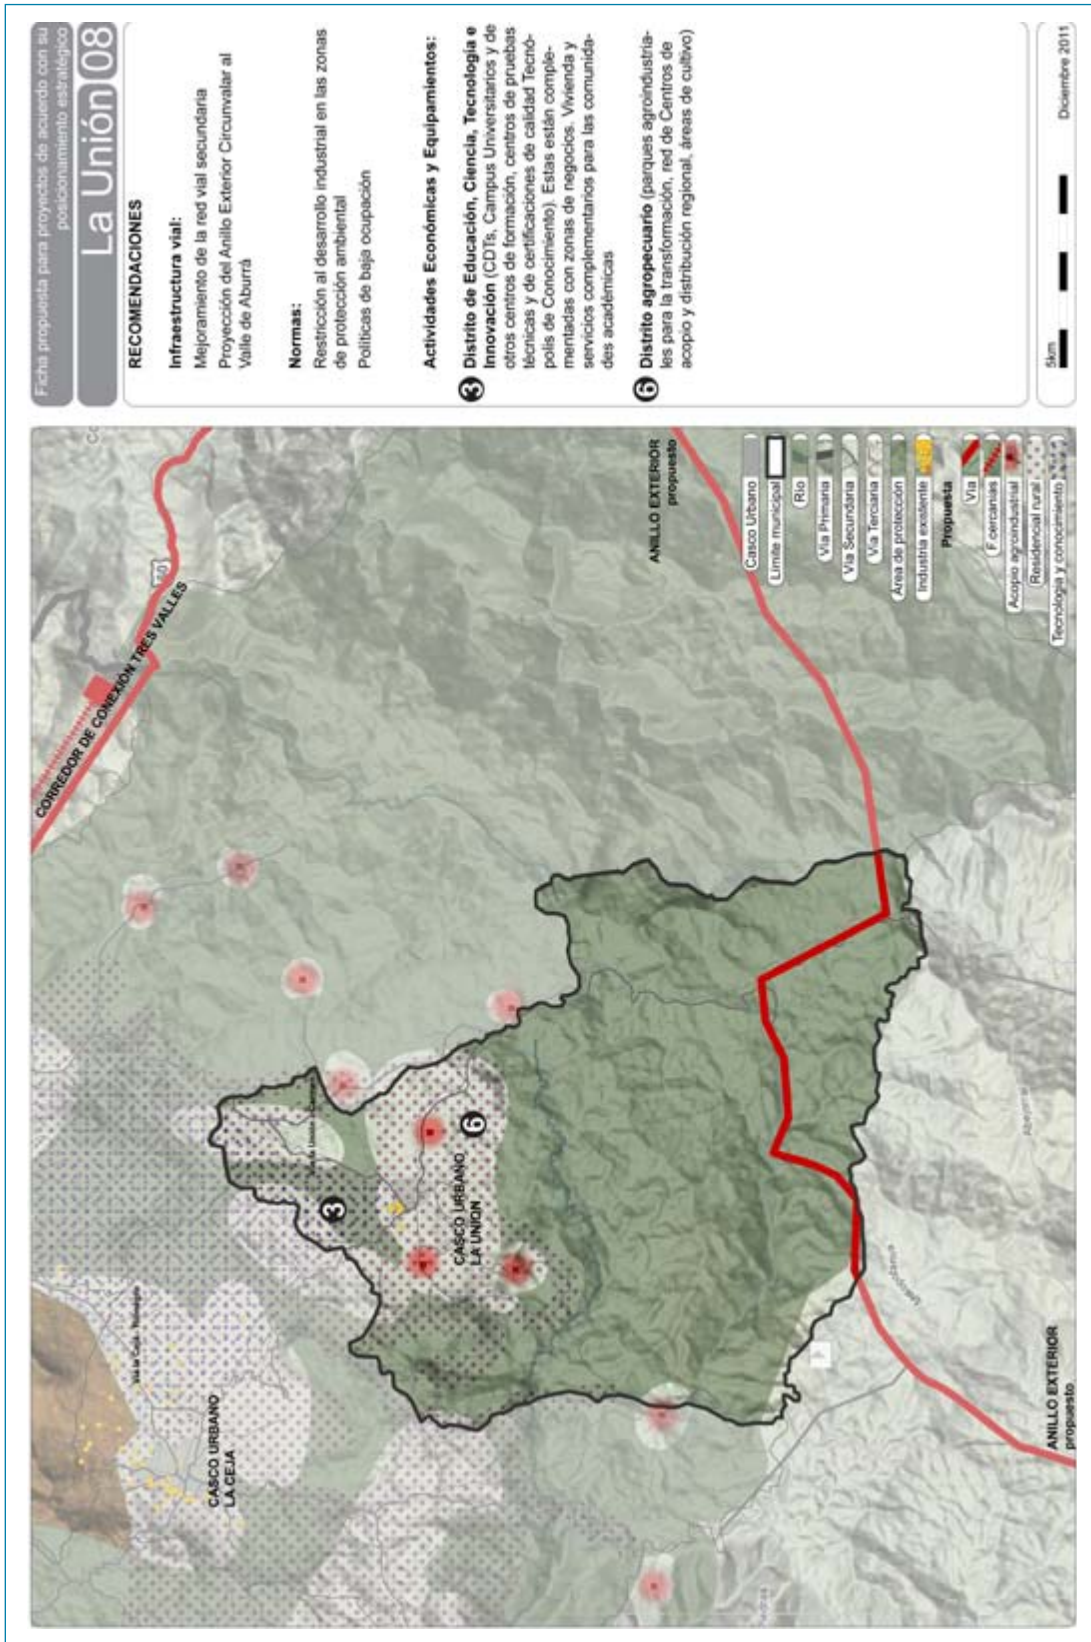 Ficha propuesta para proyectos de acuerdo con su
posicionamiento estratégico
La Unión 08
RECOMENDACIONES
Infraestructura vial:
Mejoramiento de la red vial secundaria
Proyección del Anillo Exterior Circunvalar al
Valle de Aburrá
Normas:
Restricción al desarrollo industrial en las zonas
de protección ambiental
Políticas de baja ocupación
Actividades Económicas y Equipamientos:
3 Distrito de Educación, Ciencia, Tecnología e
Innovación (CDTs, Campus Universitarios y de
otros centros de formación, centros de pruebas
técnicas y de certificaciones de calidad Tecnó-
polis de Conocimiento). Estas están comple-
mentadas con zonas de negocios. Vivienda y
servicios complementarios para las comunida-
des académicas
6 Distrito agropecuario (parques agroindustria-
les para la transformación, red de Centros de
acopio y distribución regional, áreas de cultivo)
5km
Diciembre 2011
CORREDOR DE CONEXIÓN TRES VALLES
60
ANILLO EXTERIOR
propuesto
Casco Urbano
Límite municipal
Río
Vía Primaria
Vía Secundaria
Vía Terciaria
Área de protección
Industria existente
Propuesta
Vía
F.cercanías
Acopio agroindustrial
Residencial rural
Tecnología y conocimiento
3
CASCO URBANO
LA UNION
6
CASCO URBANO
LA CEJA
ANILLO EXTERIOR
propuesto